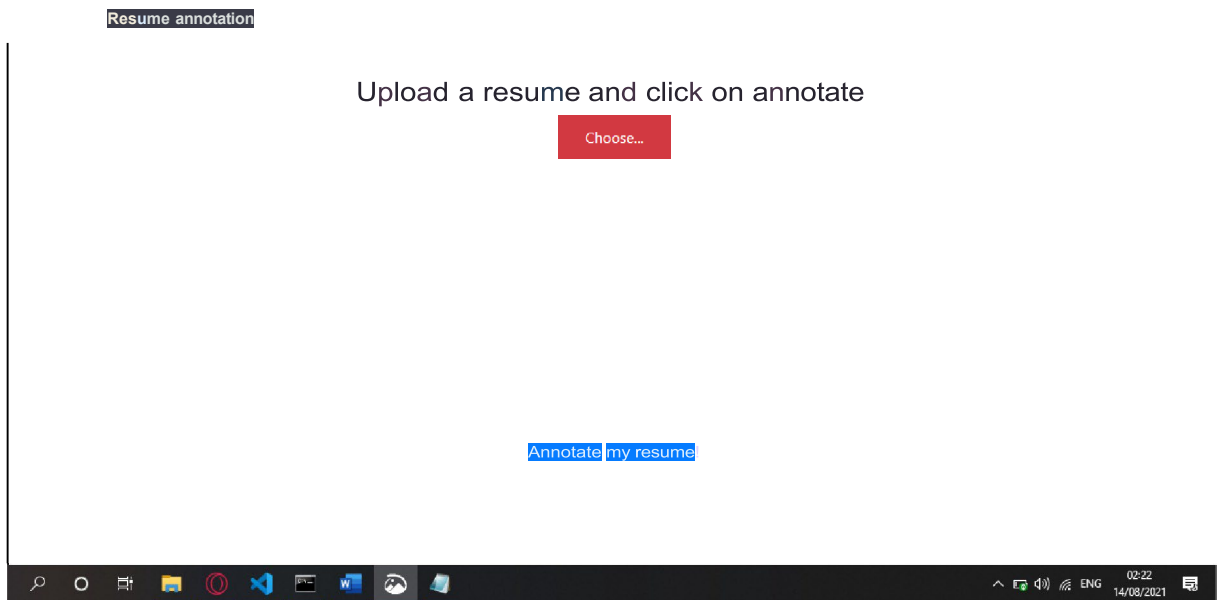 Resume annotation
Upload a resume and click on annotate
Choose...
Annotate my resume!
ENG
02:22
14/08/2021